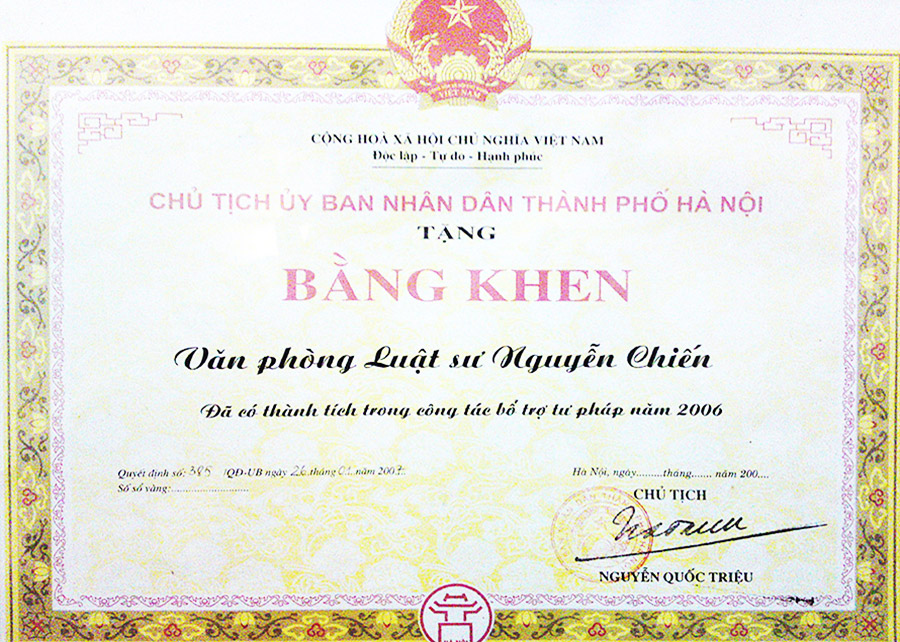 VIỆT NAM
CỘNG HOÀ XÃ HỘI CHỦ NGHĨA VIỆT NAM
Độc lập - Tự do - Hạnh phúc
CHỦ TỊCH ỦY BAN NHÂN DÂN THÀNH PHỐ HÀ NỘI
TẶNG
BẰNG KHEN
Văn phòng Luật sư Nguyễn Chiến
Đã có thành tích trong công tác bổ trợ tư pháp năm 2006
Quyết định số: 385 /QĐ-UB ngày 26 tháng 01 năm 2007
Số sổ vàng:..........................
Hà Nội, ngày.........tháng....... năm 200....
CHỦ TỊCH
NGUYỄN QUỐC TRIỆU